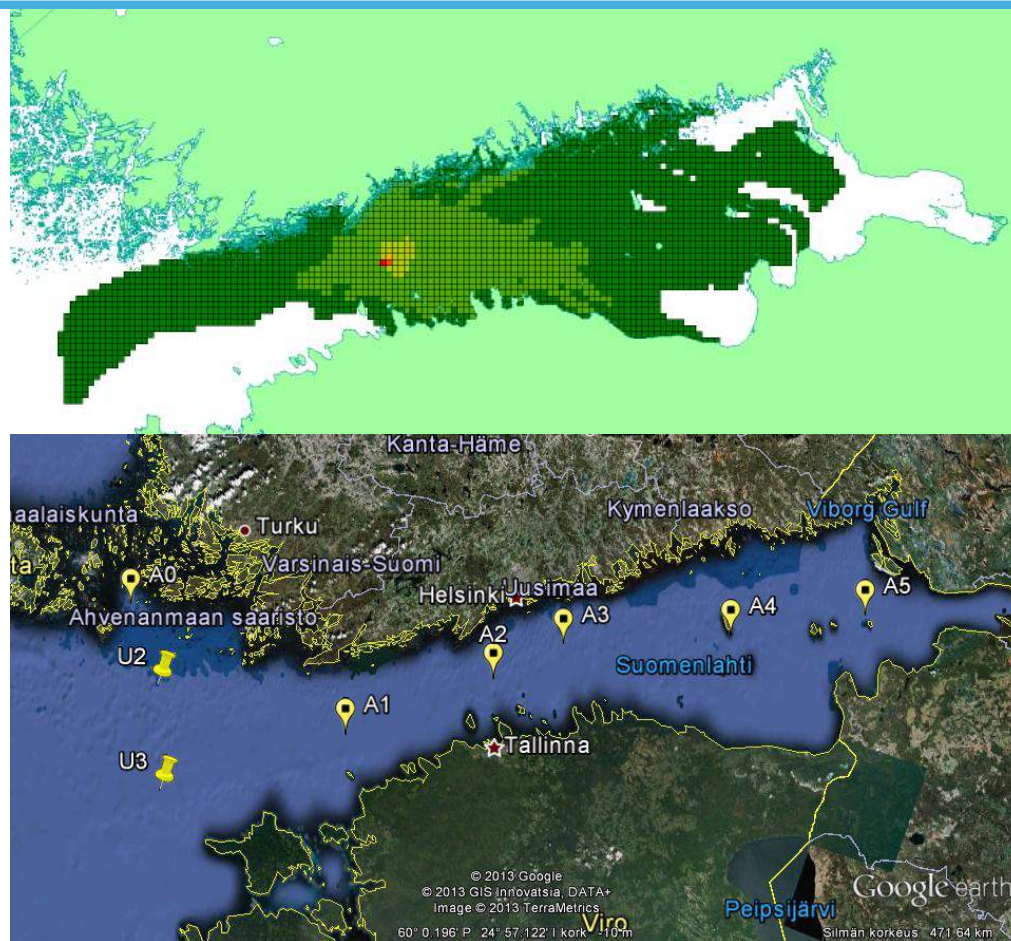 Kanta-Häme
aalaiskunta
Turku
Kymenlaakso
Viborg Gulf
ta
A0
Varsinais-Suomi
Helsinki
Uusimaa
A5
Ahvenanmaan saaristo
A3
A4
A2
U2
Suomenlahti
A1
Tallinna
U3
© 2013 Google
© 2013 GIS Innovatsia, DATA+
Image © 2013 TerraMetrics
Google earth
Viro
Peipsijärvi
60° 0.196' P 24° 57.122' I kork -10 m
Silmän korkeus 471.64 km